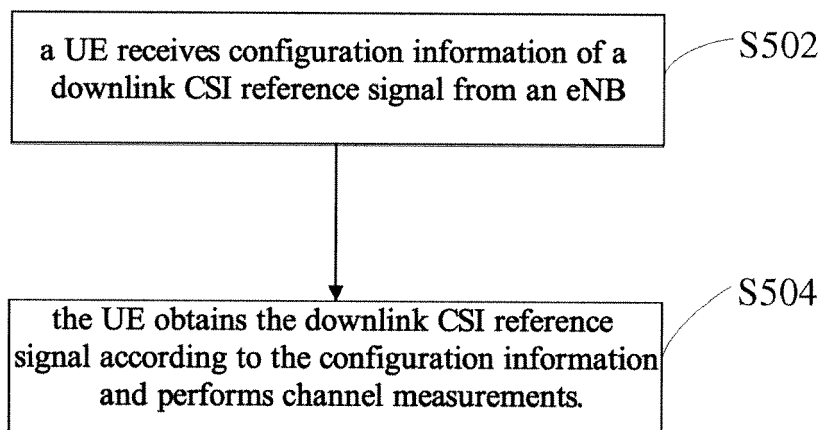 a UE receives configuration information of a
downlink CSI reference signal from an eNB
S502
the UE obtains the downlink CSI reference
signal according to the configuration information
and performs channel measurements.
S504